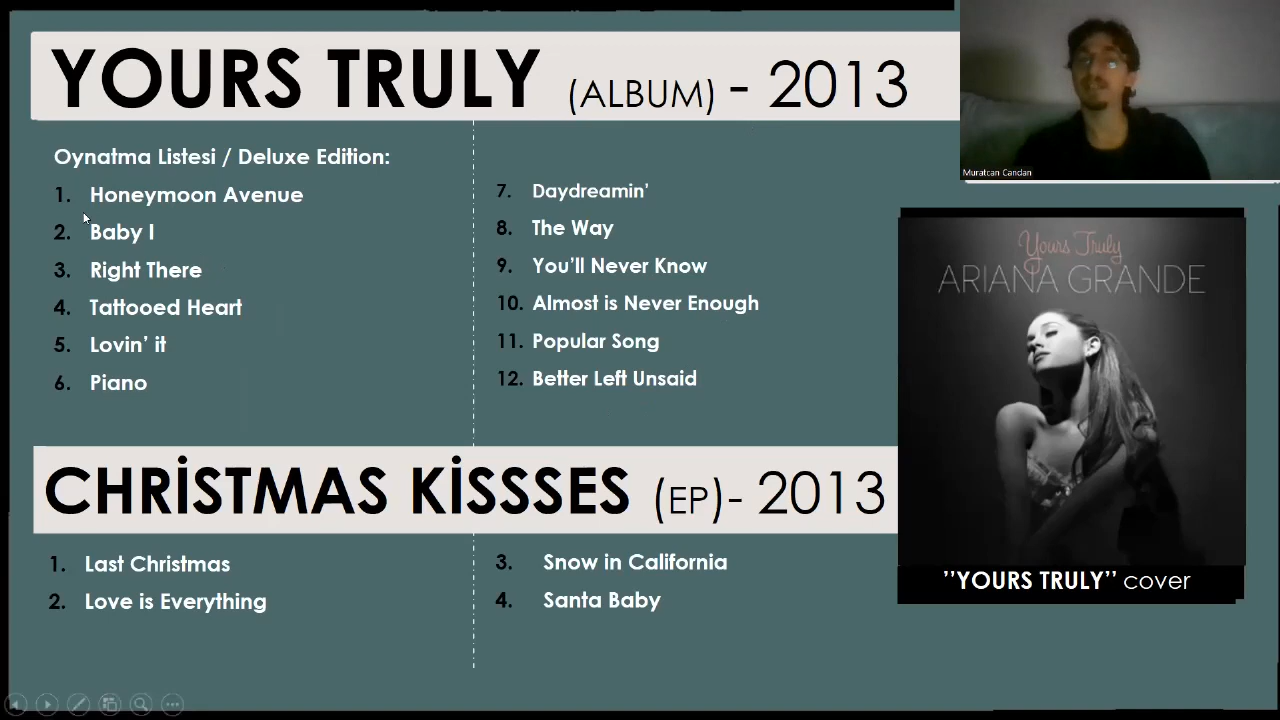 YOURS TRULY (ALBUM) - 2013
Muratcan Candan
Oynatma Listesi / Deluxe Edition:
1. Honeymoon Avenue
2. Baby I
3. Right There
4. Tattooed Heart
5. Lovin’ it
6. Piano
7. Daydreamin'
8. The Way
9. You’ll Never Know
10. Almost is Never Enough
11. Popular Song
12. Better Left Unsaid
Yours Truly
ARIANA GRANDE
’’YOURS TRULY’’ cover
CHRİSTMAS KİSSSES (EP)- 2013
1. Last Christmas
2. Love is Everything
3. Snow in California
4. Santa Baby